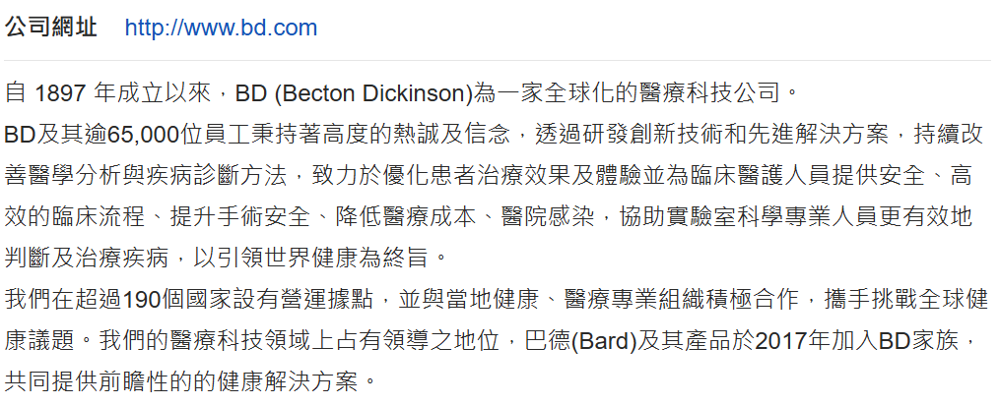 公司網址 http://www.bd.com
自 1897 年成立以來，BD (Becton Dickinson)為一家全球化的醫療科技公司。
BD及其逾65,000位員工秉持著高度的熱誠及信念，透過研發創新技術和先進解決方案，持續改
善醫學分析與疾病診斷方法，致力於優化患者治療效果及體驗並為臨床醫護人員提供安全、高
效的臨床流程、提升手術安全、降低醫療成本、醫院感染，協助實驗室科學專業人員更有效地
判斷及治療疾病，以引領世界健康為終旨。
我們在超過190個國家設有營運據點，並與當地健康、醫療專業組織積極合作，攜手挑戰全球健
康議題。我們的醫療科技領域上占有領導之地位，巴德(Bard)及其產品於2017年加入BD家族，
共同提供前瞻性的的健康解決方案。